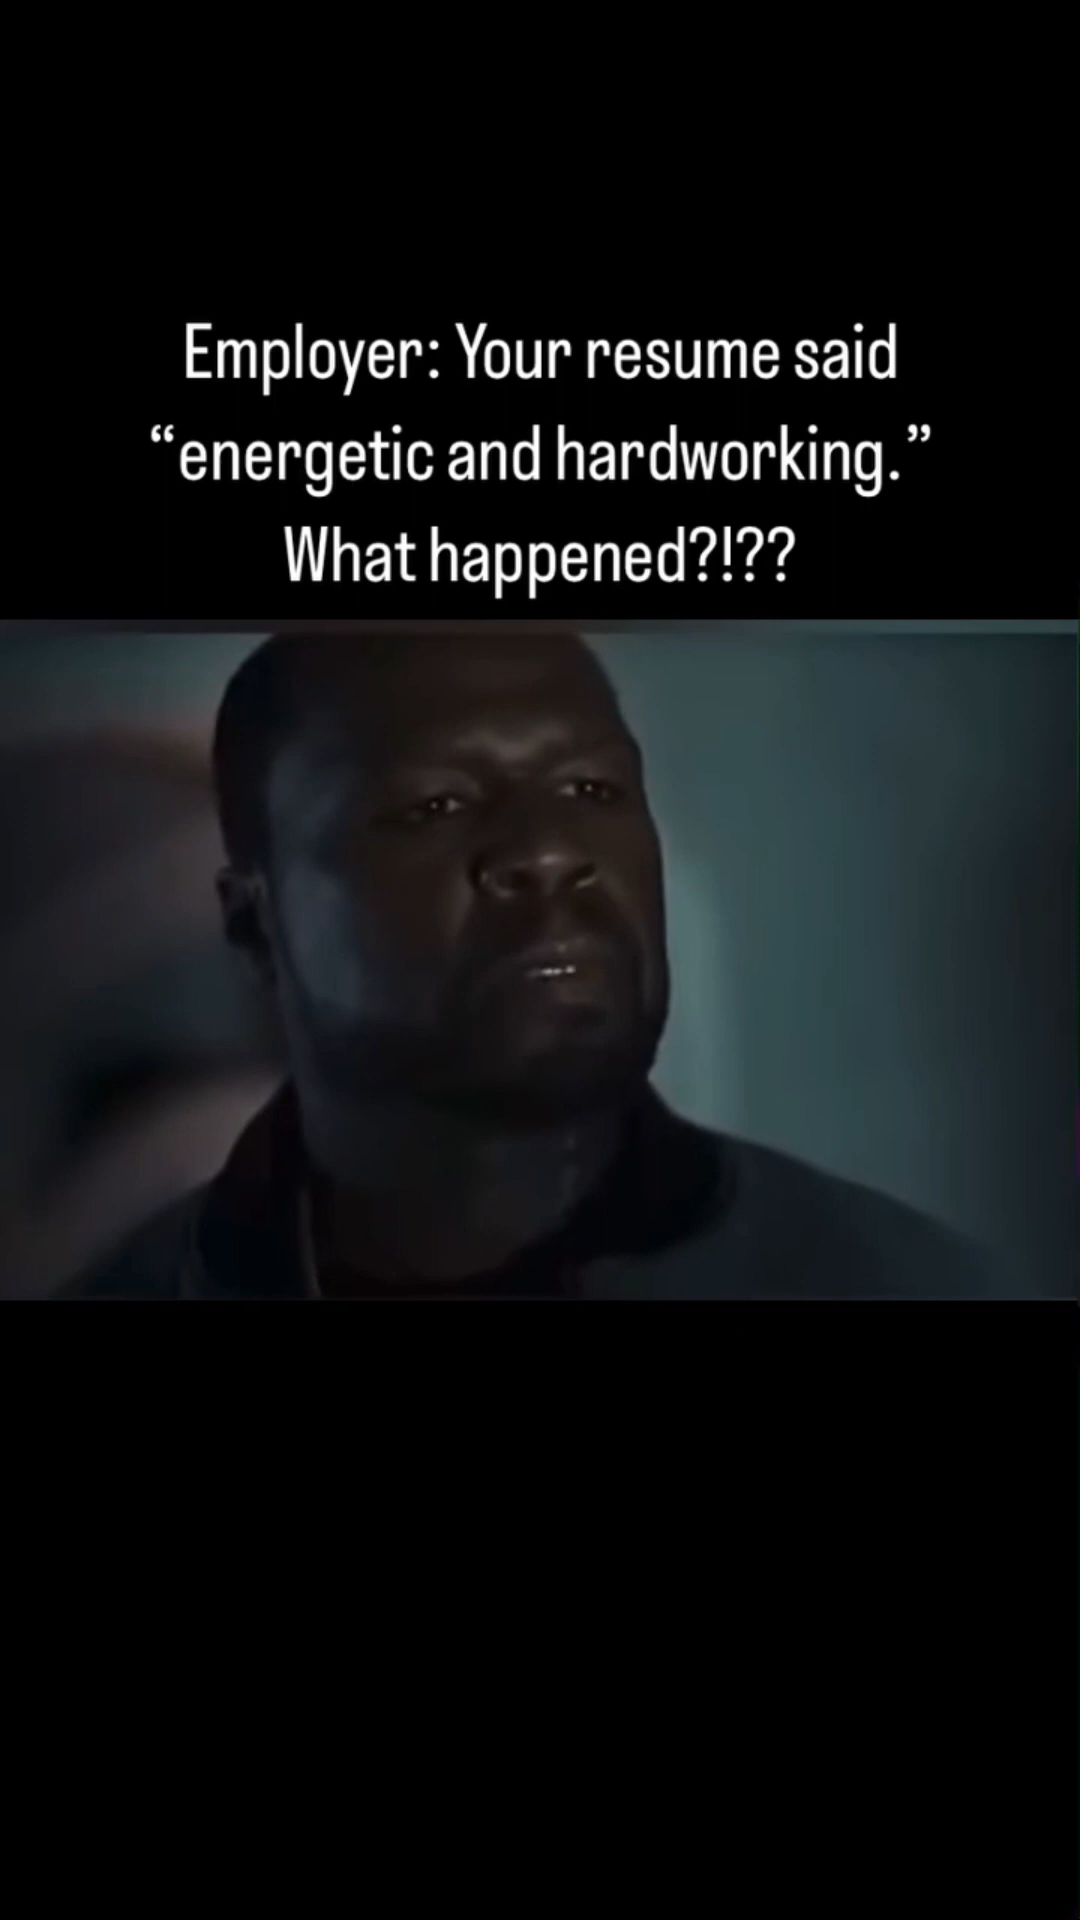 Employer: Your resume said
“energetic and hardworking.”
What happened?!??